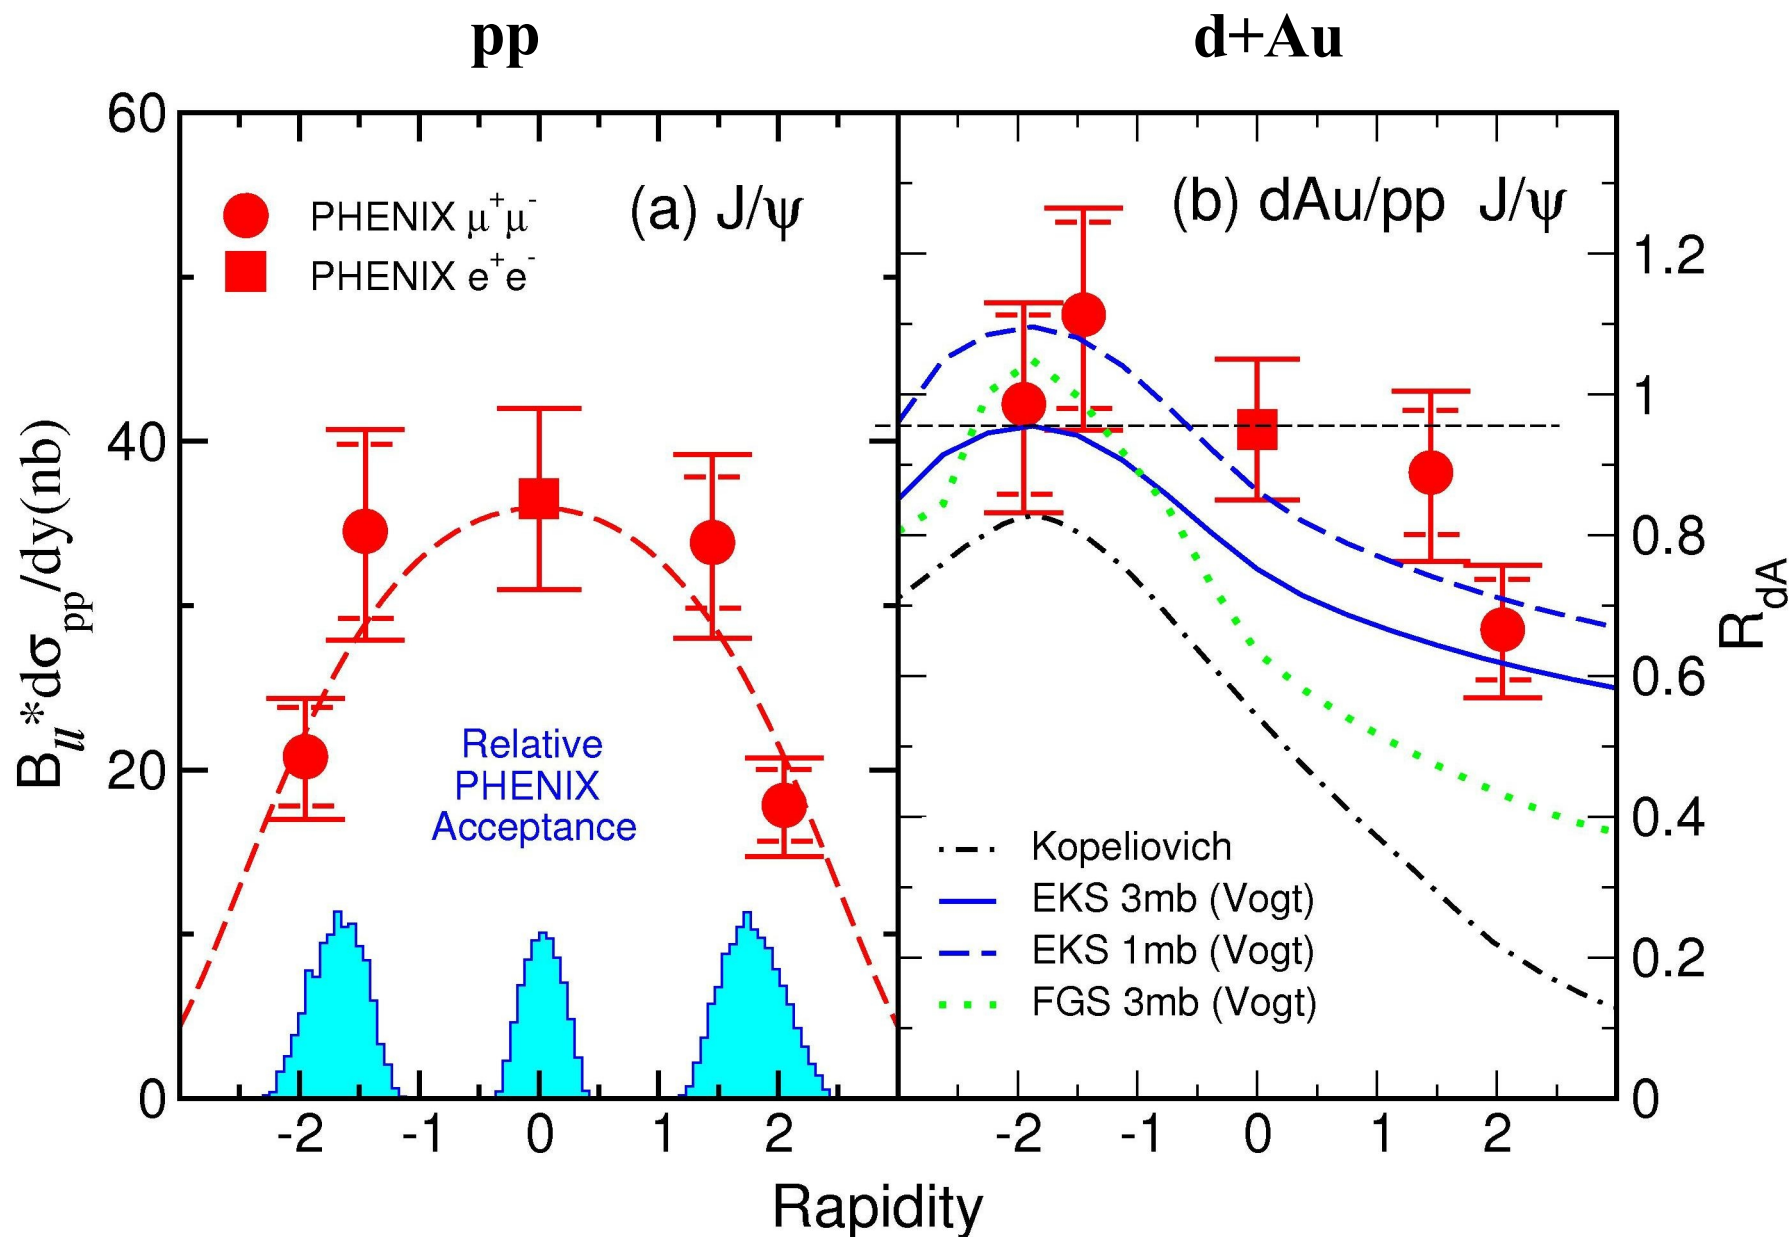 pp
d+Au
60
40
20
0
B_ll*dσ_pp/dy(nb)
PHENIX μ⁺μ⁻
PHENIX e⁺e⁻
(a) J/ψ
Relative
PHENIX
Acceptance
-2 -1 0 1 2
(b) dAu/pp J/ψ
Kopeliovich
EKS 3mb (Vogt)
EKS 1mb (Vogt)
FGS 3mb (Vogt)
-2 -1 0 1 2
1.2
1
0.8
0.6
0.4
0.2
0
R_dA
Rapidity